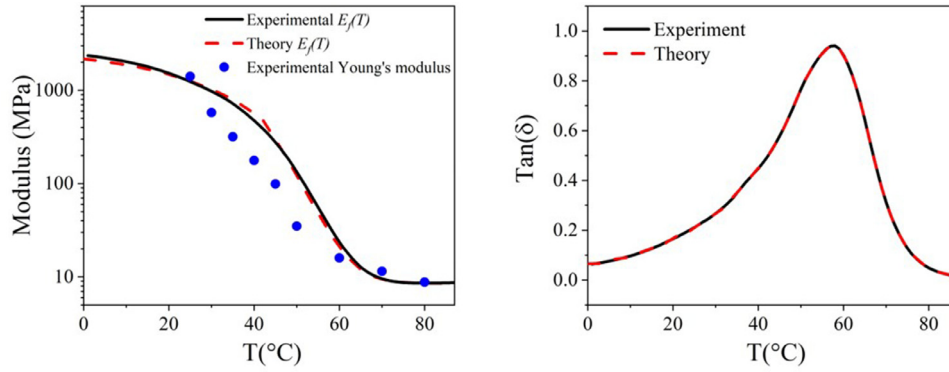 Experimental E_f(T)
Theory E_f(T)
Experimental Young's modulus
Modulus (MPa)
1000
100
10
0 20 40 60 80
T(°C)
Experiment
Theory
Tan(δ)
1.0
0.8
0.6
0.4
0.2
0.0
0 20 40 60 80
T(°C)